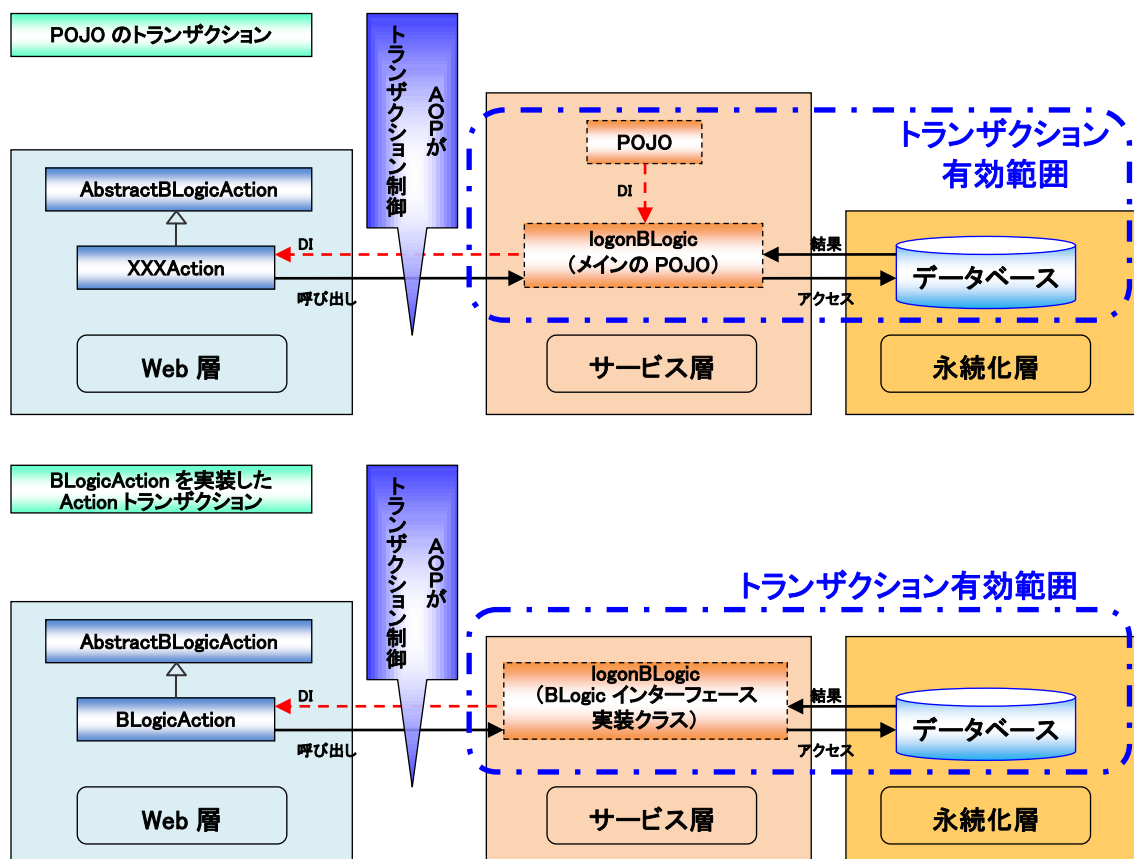 POJO のトランザクション
AOPが
トランザクション制御
トランザクション
有効範囲
POJO
DI
AbstractBLogicAction
XXXAction
DI
呼び出し
logonBLogic
(メインの POJO)
結果
アクセス
データベース
Web 層
サービス層
永続化層
BLogicAction を実装した
Action トランザクション
AOPが
トランザクション制御
トランザクション有効範囲
AbstractBLogicAction
BLogicAction
DI
呼び出し
logonBLogic
(BLogic インターフェース
実装クラス)
結果
アクセス
データベース
Web 層
サービス層
永続化層